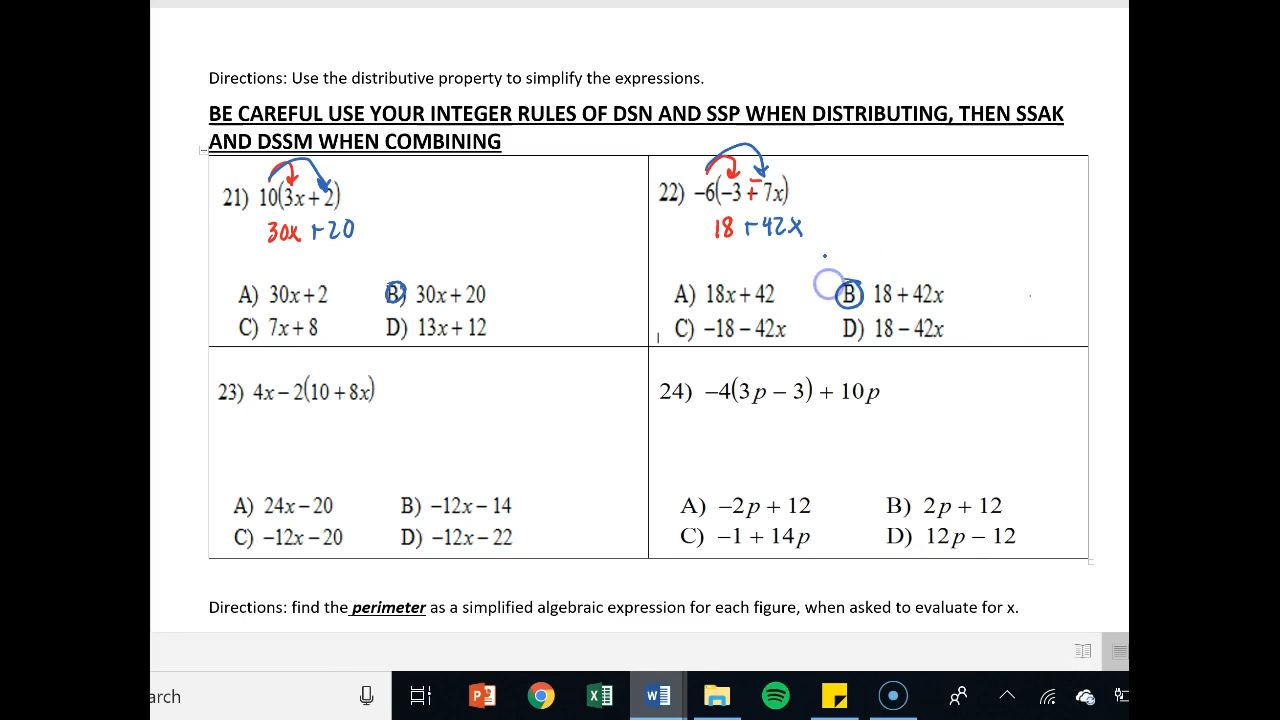 Directions: Use the distributive property to simplify the expressions.
BE CAREFUL USE YOUR INTEGER RULES OF DSN AND SSP WHEN DISTRIBUTING, THEN SSAK
AND DSSM WHEN COMBINING
21) 10(3x + 2)
30x + 20
A) 30x + 2 B) 30x + 20
C) 7x + 8 D) 13x + 12
22) −6(−3 + −7x)
18 + 42x
A) 18x + 42 B) 18 + 42x
C) −18 − 42x D) 18 − 42x
23) 4x − 2(10 + 8x)
A) 24x − 20 B) −12x − 14
C) −12x − 20 D) −12x − 22
24) −4(3p − 3) + 10p
A) −2p + 12 B) 2p + 12
C) −1 + 14p D) 12p − 12
Directions: find the perimeter as a simplified algebraic expression for each figure, when asked to evaluate for x.
arch